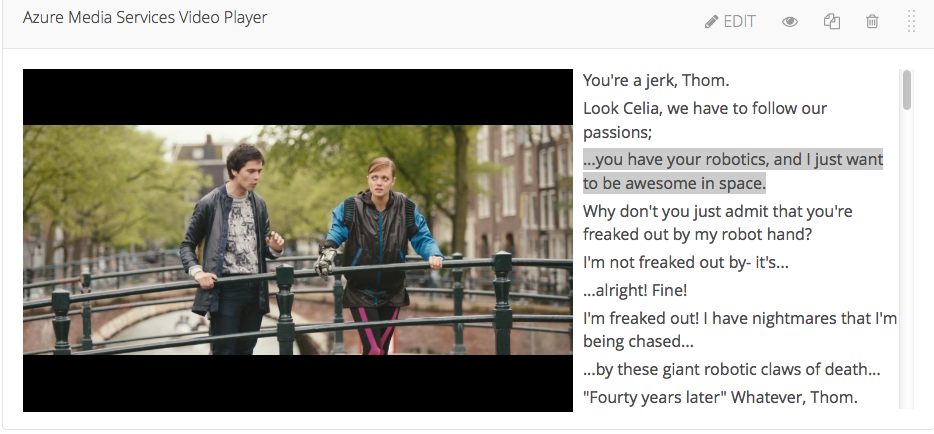 Azure Media Services Video Player
EDIT
You're a jerk, Thom.
Look Celia, we have to follow our
passions;
...you have your robotics, and I just want
to be awesome in space.
Why don't you just admit that you're
freaked out by my robot hand?
I'm not freaked out by- it's...
...alright! Fine!
I'm freaked out! I have nightmares that I'm
being chased...
...by these giant robotic claws of death...
"Fourty years later" Whatever, Thom.